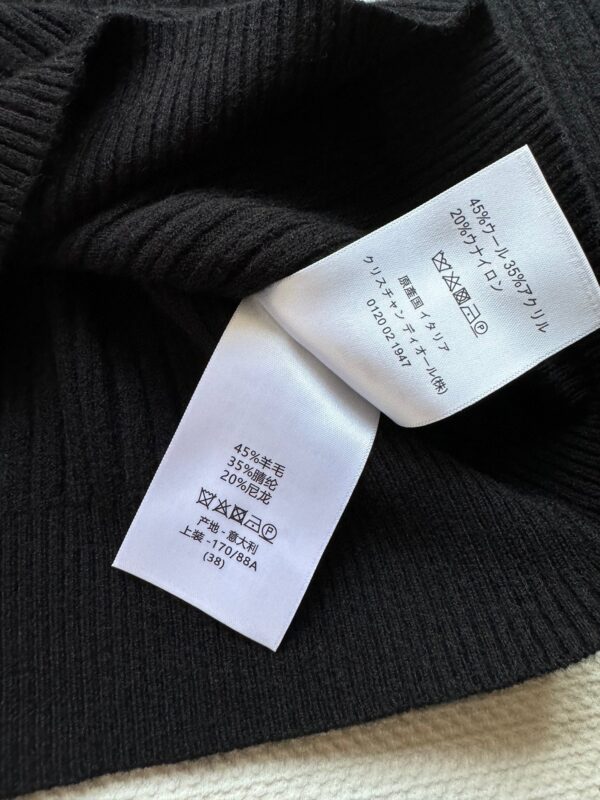 45%ウール 35%アクリル
20%ウナイロン
原産国 イタリア
クリスチャン ディオール(株)
0120 02 1947
45%羊毛
35%腈纶
20%尼龙
产地 - 意大利
上装 -170/88A
(38)